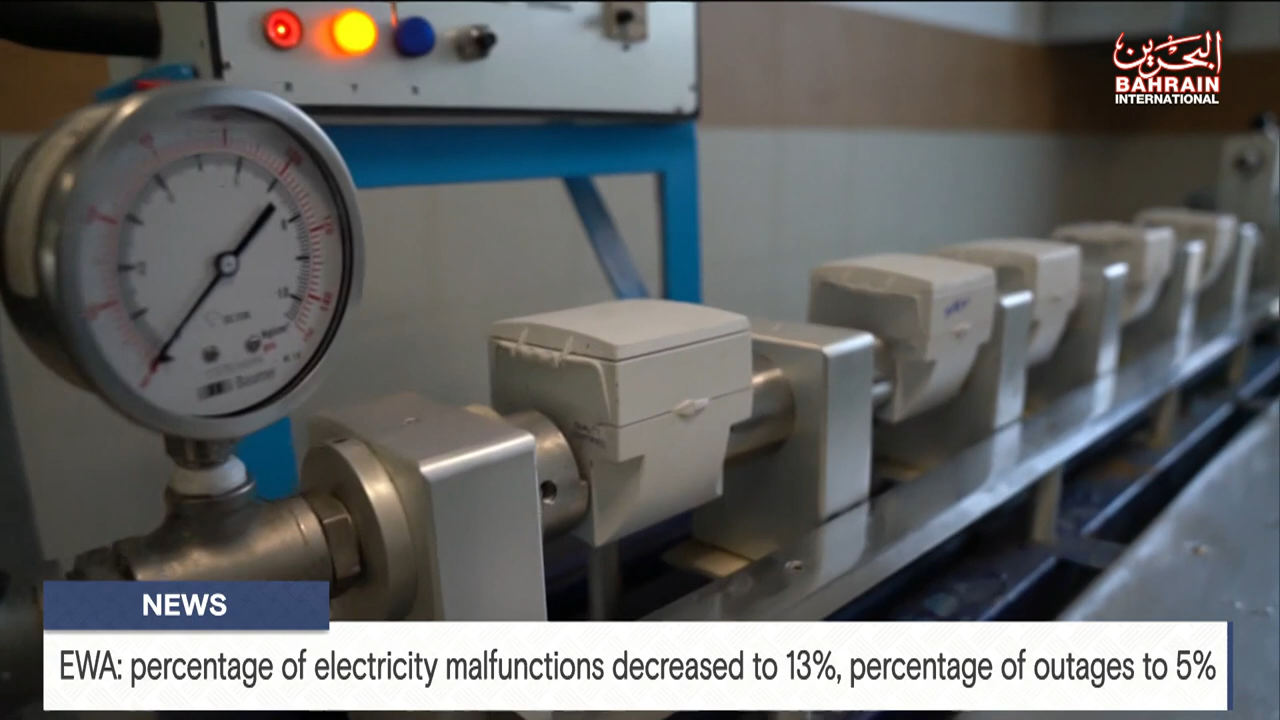 البحرين
BAHRAIN
INTERNATIONAL
NEWS
EWA: percentage of electricity malfunctions decreased to 13%, percentage of outages to 5%